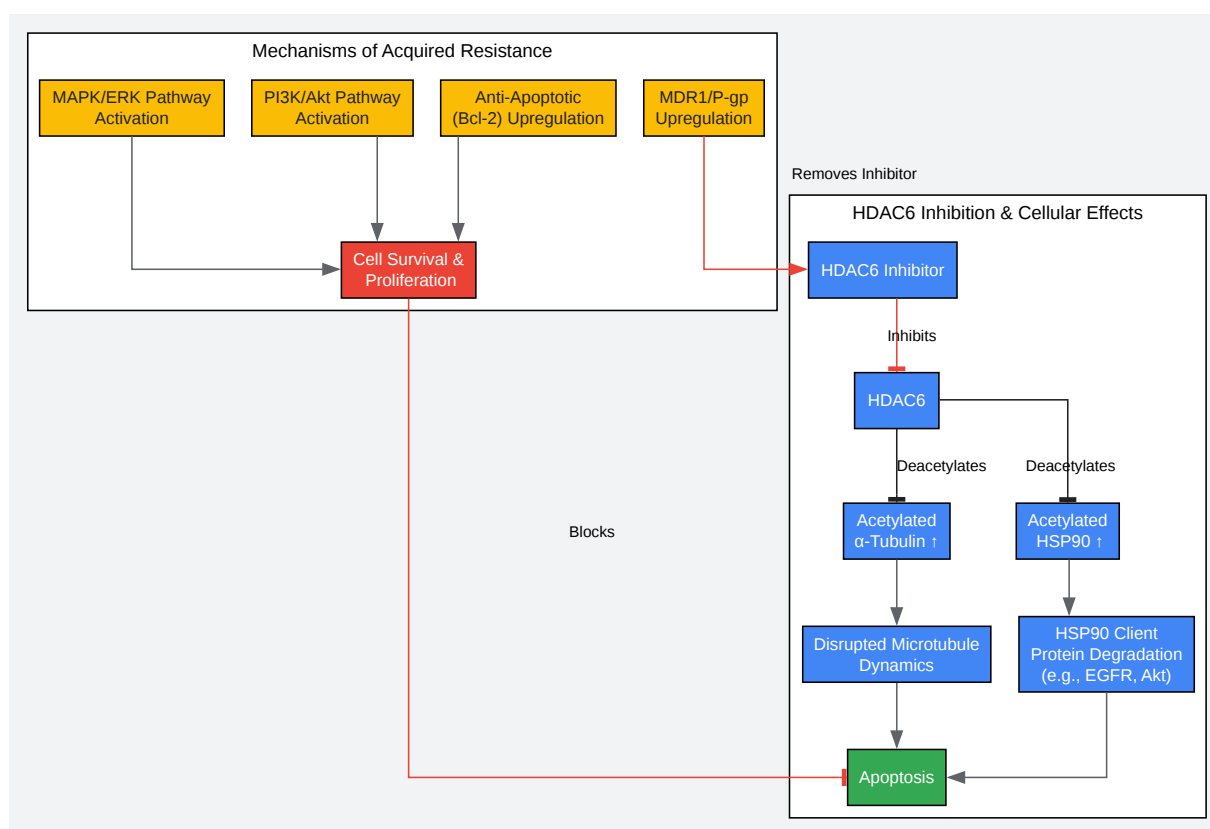 Mechanisms of Acquired Resistance
MAPK/ERK Pathway
Activation
PI3K/Akt Pathway
Activation
Anti-Apoptotic
(Bcl-2) Upregulation
MDR1/P-gp
Upregulation
Cell Survival &
Proliferation
Removes Inhibitor
HDAC6 Inhibition & Cellular Effects
HDAC6 Inhibitor
Inhibits
HDAC6
Deacetylates
Deacetylates
Acetylated
α-Tubulin ↑
Acetylated
HSP90 ↑
Blocks
Disrupted Microtubule
Dynamics
HSP90 Client
Protein Degradation
(e.g., EGFR, Akt)
Apoptosis